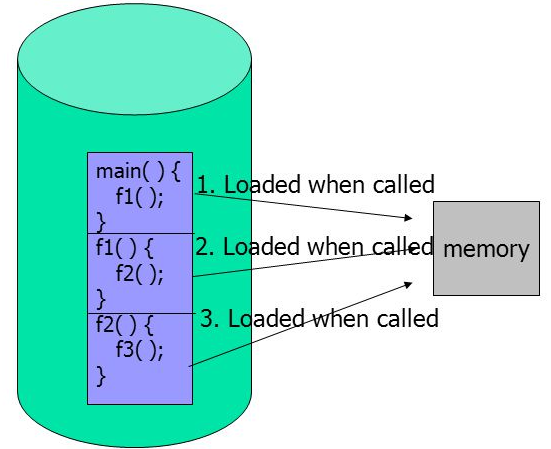 main( ) {
f1( );
}
f1( ) {
f2( );
}
f2( ) {
f3( );
}
1. Loaded when called
2. Loaded when called
3. Loaded when called
memory